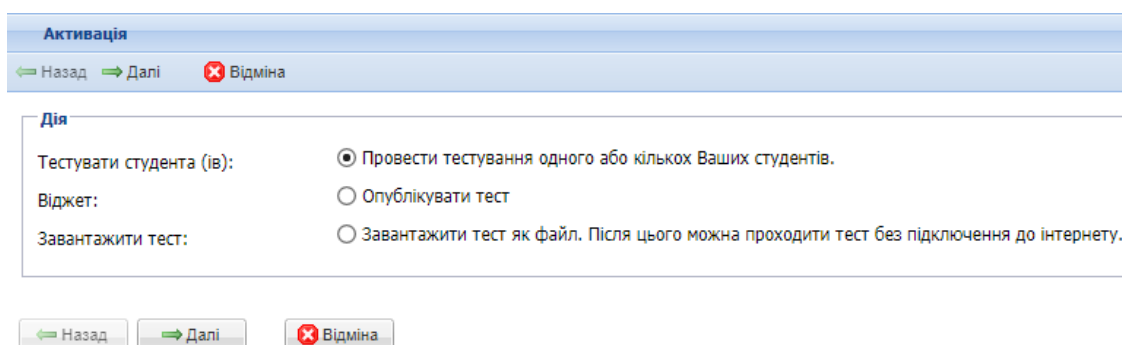 Активація
Назад Далі Відміна
Дія
Тестувати студента (ів): Провести тестування одного або кількох Ваших студентів.
Віджет: Опублікувати тест
Завантажити тест: Завантажити тест як файл. Після цього можна проходити тест без підключення до інтернету.
Назад Далі Відміна